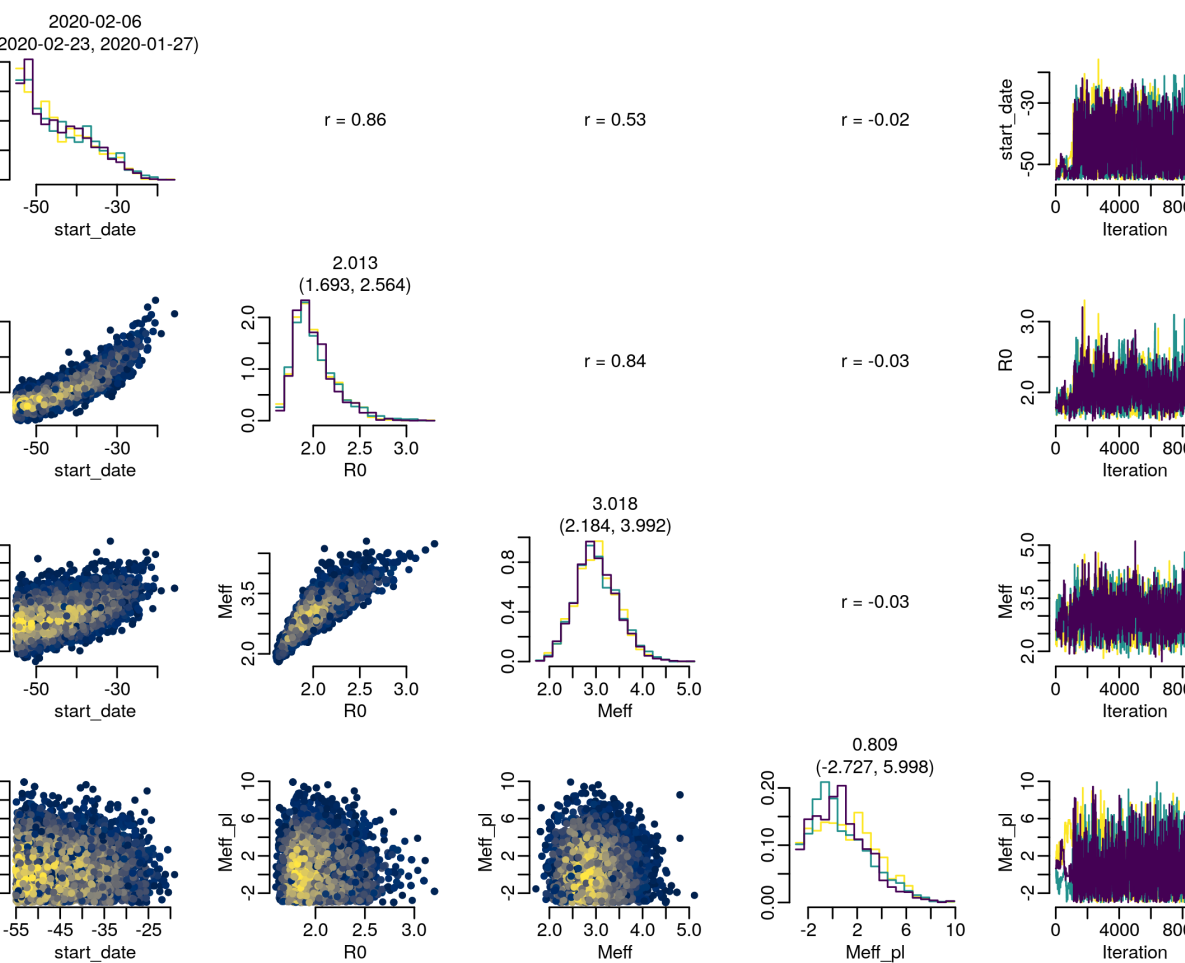 2020-02-06
2020-02-23, 2020-01-27)
r = 0.86
r = 0.53
r = -0.02
-50 -30
start_date
start_date
-50 -30
0 4000 800
Iteration
2.013
(1.693, 2.564)
r = 0.84
r = -0.03
-50 -30
start_date
0.0 1.0 2.0
2.0 2.5 3.0
R0
R0
2.0 3.0
0 4000 800
Iteration
3.018
(2.184, 3.992)
r = -0.03
-50 -30
start_date
Meff
2.0 3.5
2.0 2.5 3.0
R0
0.0 0.4 0.8
2.0 3.0 4.0 5.0
Meff
Meff
2.0 3.5 5.0
0 4000 800
Iteration
0.809
(-2.727, 5.998)
-55 -45 -35 -25
start_date
Meff_pl
-2 2 6 10
2.0 2.5 3.0
R0
Meff_pl
-2 2 6 10
2.0 3.0 4.0 5.0
Meff
0.00 0.10 0.20
-2 2 6 10
Meff_pl
Meff_pl
-2 2 6 10
0 4000 800
Iteration